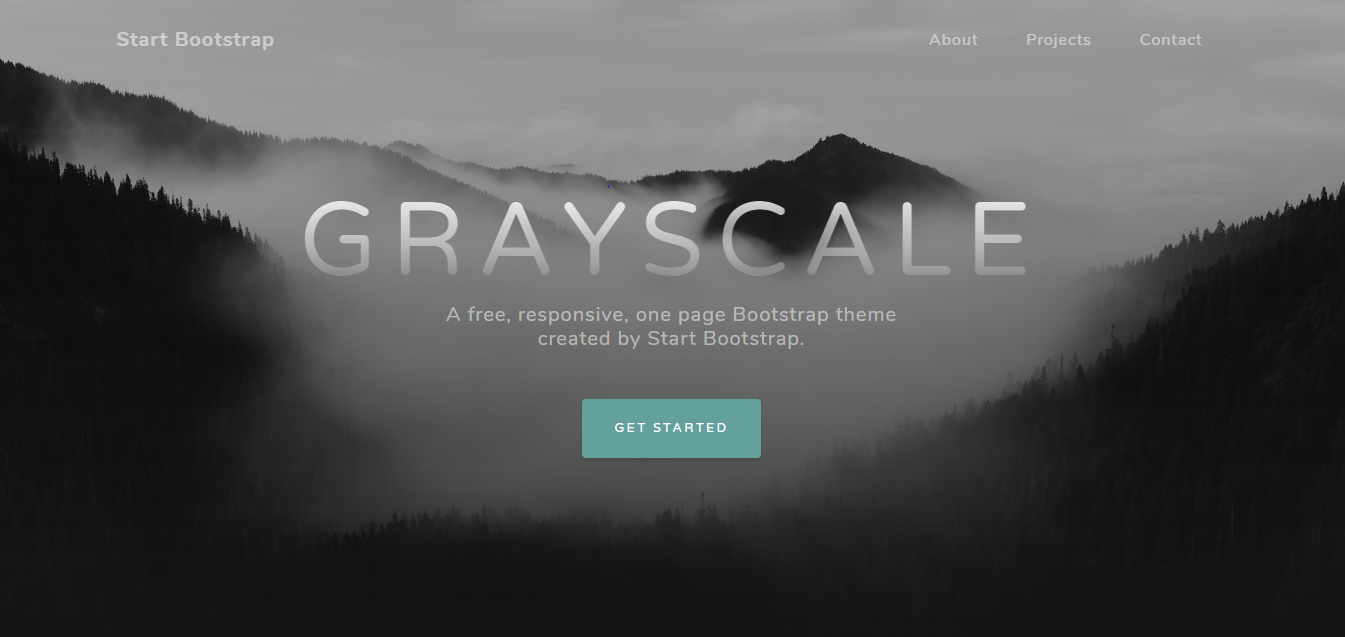 Start Bootstrap
About
Projects
Contact
GRAYSCALE
A free, responsive, one page Bootstrap theme
created by Start Bootstrap.
GET STARTED